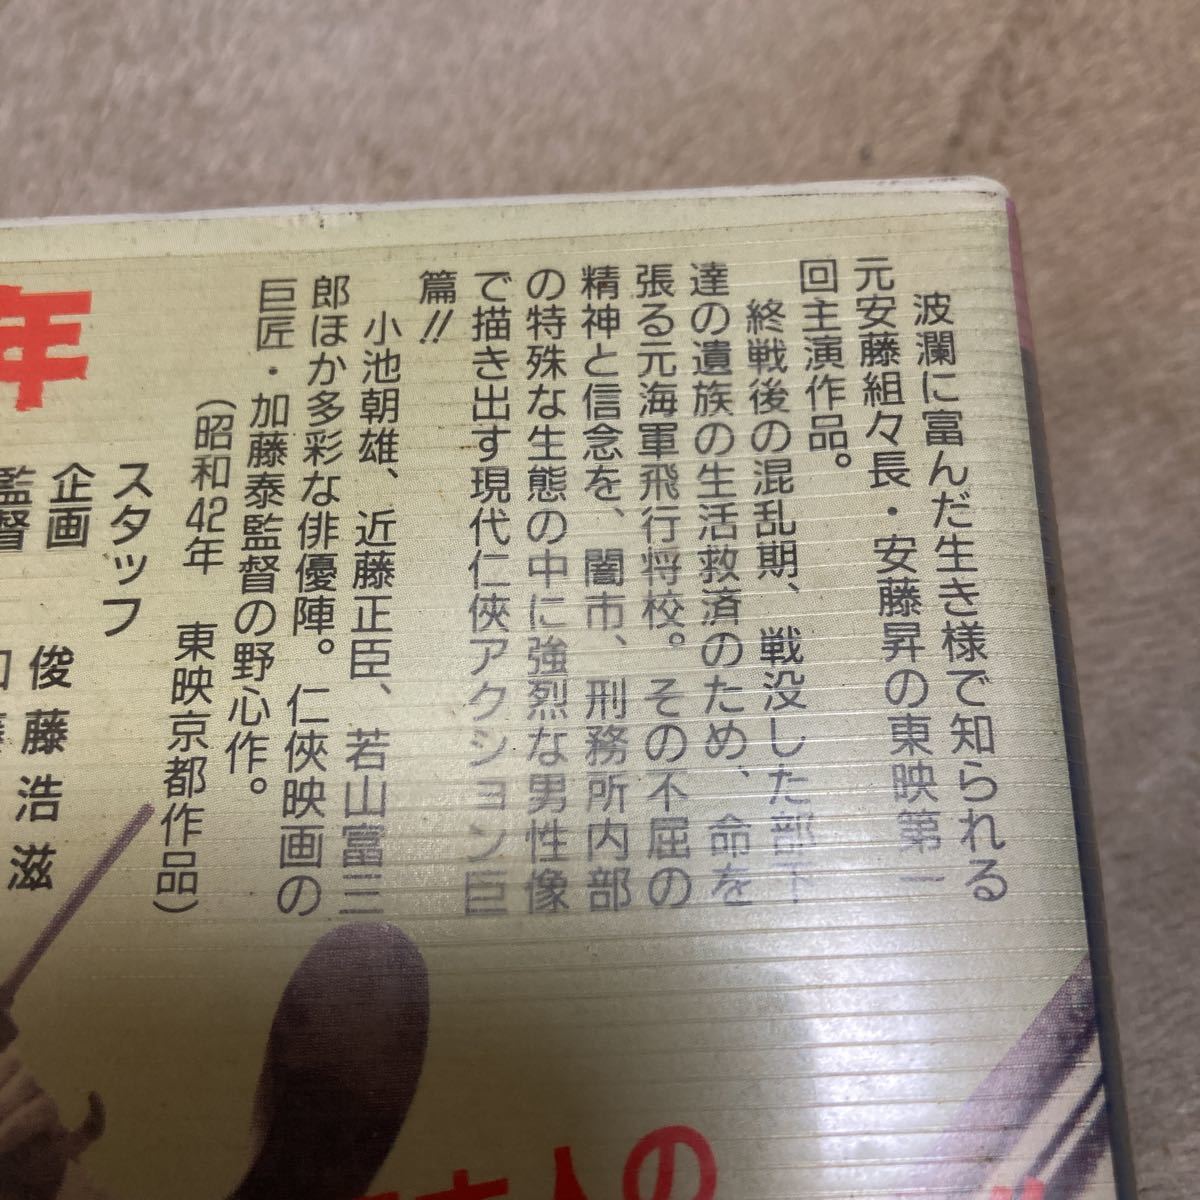 波瀾に富んだ生き様で知られる
元安藤組々長・安藤昇の東映第一
回主演作品。
終戦後の混乱期、戦没した部下
達の遺族の生活救済のため、命を
張る元海軍飛行将校。その不屈の
精神と信念を、闇市、刑務所内部
の特殊な生態の中に強烈な男性像
で描き出す現代仁侠アクション巨
篇!!
小池朝雄、近藤正臣、若山富三
郎ほか多彩な俳優陣。仁侠映画の
巨匠・加藤泰監督の野心作。
(昭和42年 東映京都作品)
スタッフ
企画 俊藤浩滋
監督
年
人の